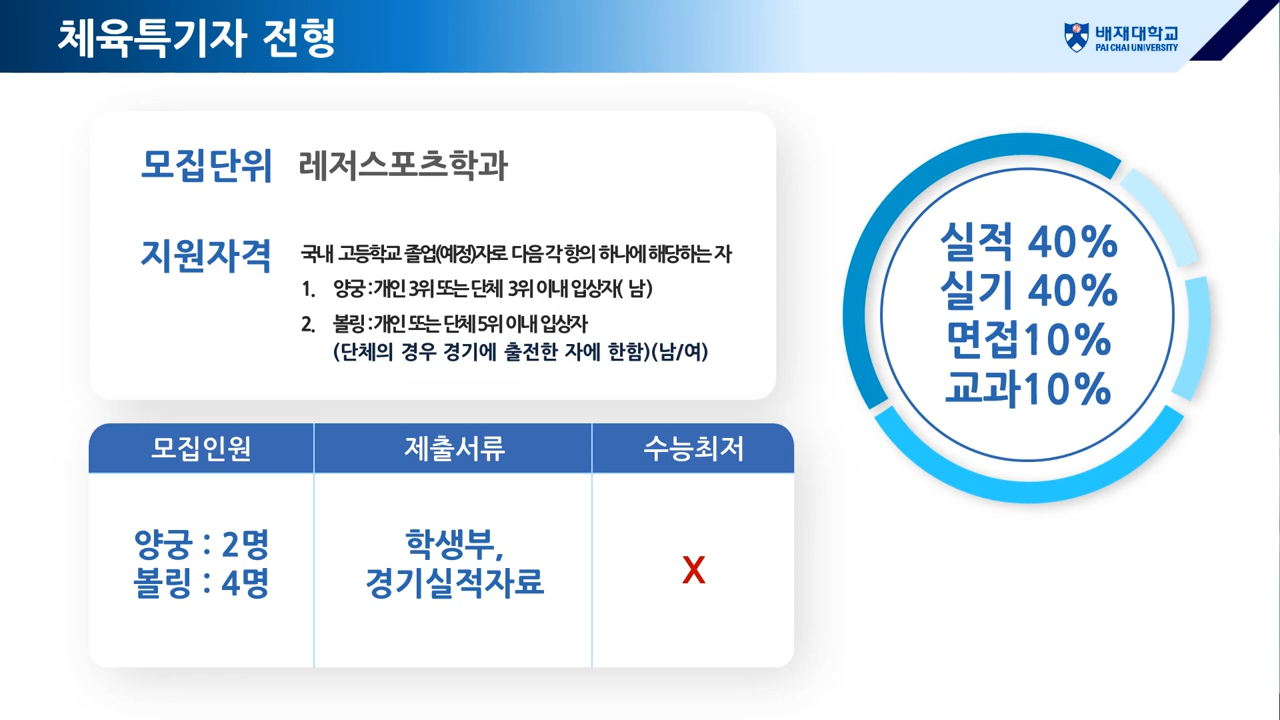 체육특기자 전형
배재대학교
PAI CHAI UNIVERSITY
모집단위 레저스포츠학과
지원자격 국내 고등학교 졸업(예정)자로 다음 각 항의 하나에 해당하는 자
1. 양궁 : 개인 3위 또는 단체 3위 이내 입상자( 남 )
2. 볼링 : 개인 또는 단체 5위 이내 입상자
(단체의 경우 경기에 출전한 자에 한함)(남/여)
실적 40%
실기 40%
면접10%
교과10%
모집인원 제출서류 수능최저
양궁 : 2명
볼링 : 4명
학생부,
경기실적자료
X